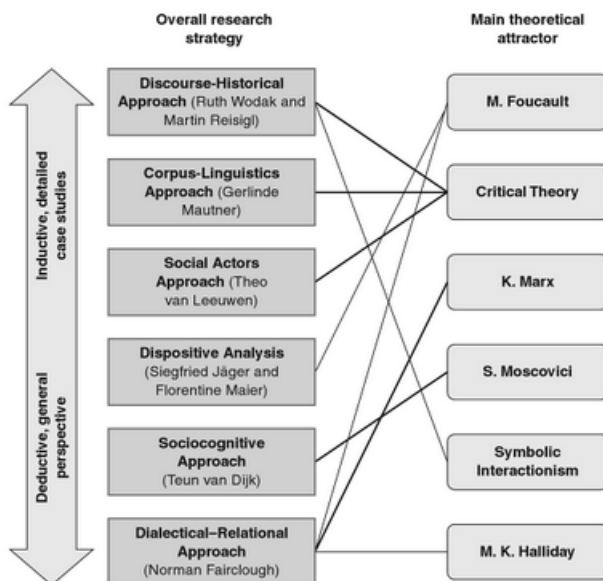 Overall research
strategy
Main theoretical
attractor
Inductive, detailed
case studies
Deductive, general
perspective
Discourse-Historical
Approach (Ruth Wodak and
Martin Reisigl)
Corpus-Linguistics
Approach (Gerlinde
Mautner)
Social Actors
Approach (Theo
van Leeuwen)
Dispositive Analysis
(Siegfried Jäger and
Florentine Maier)
Sociocognitive
Approach
(Teun van Dijk)
Dialectical–Relational
Approach
(Norman Fairclough)
M. Foucault
Critical Theory
K. Marx
S. Moscovici
Symbolic
Interactionism
M. K. Halliday